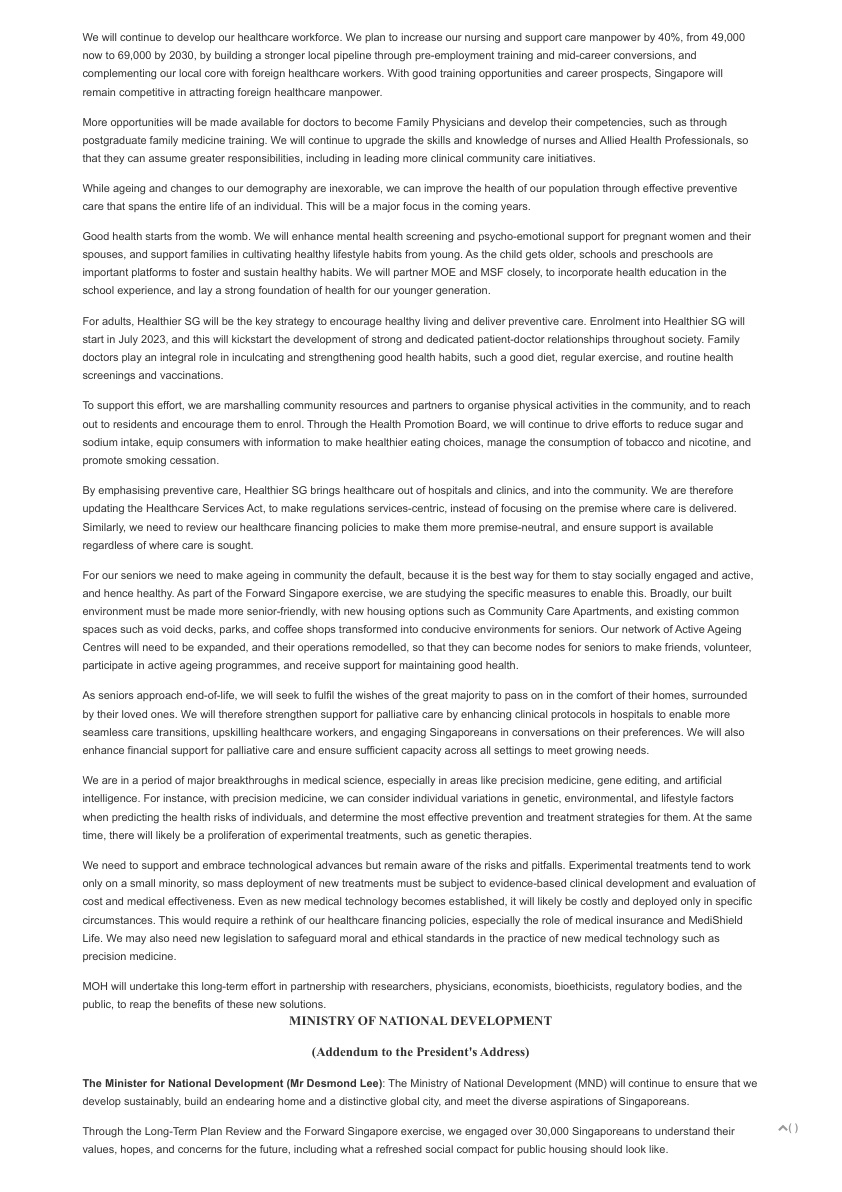 We will continue to develop our healthcare workforce. We plan to increase our nursing and support care manpower by 40%, from 49,000
now to 69,000 by 2030, by building a stronger local pipeline through pre-employment training and mid-career conversions, and
complementing our local core with foreign healthcare workers. With good training opportunities and career prospects, Singapore will
remain competitive in attracting foreign healthcare manpower.
More opportunities will be made available for doctors to become Family Physicians and develop their competencies, such as through
postgraduate family medicine training. We will continue to upgrade the skills and knowledge of nurses and Allied Health Professionals, so
that they can assume greater responsibilities, including in leading more clinical community care initiatives.
While ageing and changes to our demography are inexorable, we can improve the health of our population through effective preventive
care that spans the entire life of an individual. This will be a major focus in the coming years.
Good health starts from the womb. We will enhance mental health screening and psycho-emotional support for pregnant women and their
spouses, and support families in cultivating healthy lifestyle habits from young. As the child gets older, schools and preschools are
important platforms to foster and sustain healthy habits. We will partner MOE and MSF closely, to incorporate health education in the
school experience, and lay a strong foundation of health for our younger generation.
For adults, Healthier SG will be the key strategy to encourage healthy living and deliver preventive care. Enrolment into Healthier SG will
start in July 2023, and this will kickstart the development of strong and dedicated patient-doctor relationships throughout society. Family
doctors play an integral role in inculcating and strengthening good health habits, such a good diet, regular exercise, and routine health
screenings and vaccinations.
To support this effort, we are marshalling community resources and partners to organise physical activities in the community, and to reach
out to residents and encourage them to enrol. Through the Health Promotion Board, we will continue to drive efforts to reduce sugar and
sodium intake, equip consumers with information to make healthier eating choices, manage the consumption of tobacco and nicotine, and
promote smoking cessation.
By emphasising preventive care, Healthier SG brings healthcare out of hospitals and clinics, and into the community. We are therefore
updating the Healthcare Services Act, to make regulations services-centric, instead of focusing on the premise where care is delivered.
Similarly, we need to review our healthcare financing policies to make them more premise-neutral, and ensure support is available
regardless of where care is sought.
For our seniors we need to make ageing in community the default, because it is the best way for them to stay socially engaged and active,
and hence healthy. As part of the Forward Singapore exercise, we are studying the specific measures to enable this. Broadly, our built
environment must be made more senior-friendly, with new housing options such as Community Care Apartments, and existing common
spaces such as void decks, parks, and coffee shops transformed into conducive environments for seniors. Our network of Active Ageing
Centres will need to be expanded, and their operations remodelled, so that they can become nodes for seniors to make friends, volunteer,
participate in active ageing programmes, and receive support for maintaining good health.
As seniors approach end-of-life, we will seek to fulfil the wishes of the great majority to pass on in the comfort of their homes, surrounded
by their loved ones. We will therefore strengthen support for palliative care by enhancing clinical protocols in hospitals to enable more
seamless care transitions, upskilling healthcare workers, and engaging Singaporeans in conversations on their preferences. We will also
enhance financial support for palliative care and ensure sufficient capacity across all settings to meet growing needs.
We are in a period of major breakthroughs in medical science, especially in areas like precision medicine, gene editing, and artificial
intelligence. For instance, with precision medicine, we can consider individual variations in genetic, environmental, and lifestyle factors
when predicting the health risks of individuals, and determine the most effective prevention and treatment strategies for them. At the same
time, there will likely be a proliferation of experimental treatments, such as genetic therapies.
We need to support and embrace technological advances but remain aware of the risks and pitfalls. Experimental treatments tend to work
only on a small minority, so mass deployment of new treatments must be subject to evidence-based clinical development and evaluation of
cost and medical effectiveness. Even as new medical technology becomes established, it will likely be costly and deployed only in specific
circumstances. This would require a rethink of our healthcare financing policies, especially the role of medical insurance and MediShield
Life. We may also need new legislation to safeguard moral and ethical standards in the practice of new medical technology such as
precision medicine.
MOH will undertake this long-term effort in partnership with researchers, physicians, economists, bioethicists, regulatory bodies, and the
public, to reap the benefits of these new solutions.
MINISTRY OF NATIONAL DEVELOPMENT
(Addendum to the President's Address)
The Minister for National Development (Mr Desmond Lee): The Ministry of National Development (MND) will continue to ensure that we
develop sustainably, build an endearing home and a distinctive global city, and meet the diverse aspirations of Singaporeans.
Through the Long-Term Plan Review and the Forward Singapore exercise, we engaged over 30,000 Singaporeans to understand their
values, hopes, and concerns for the future, including what a refreshed social compact for public housing should look like.
( )